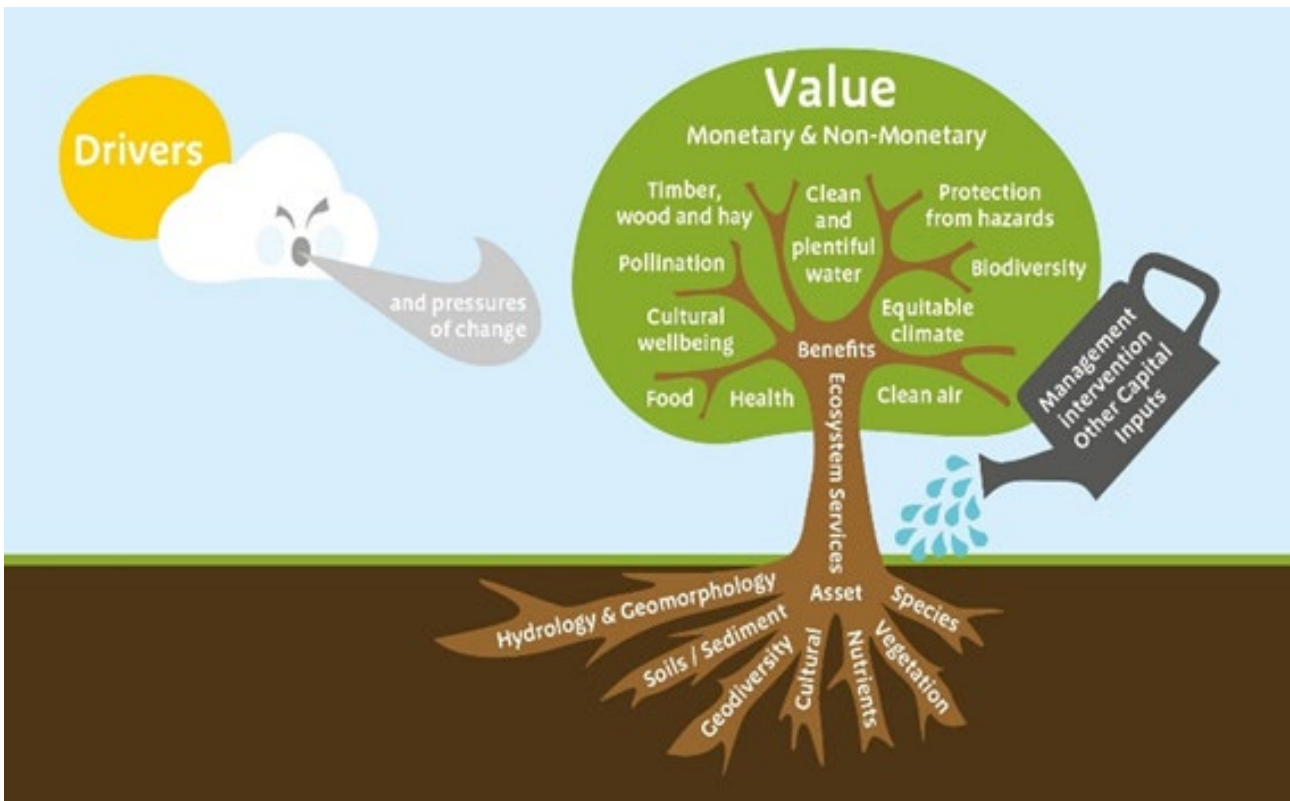 Drivers
and pressures
of change
Value
Monetary & Non-Monetary
Timber,
wood and hay
Clean
and
plentiful
water
Protection
from hazards
Pollination
Biodiversity
Cultural
wellbeing
Equitable
climate
Benefits
Food
Health
Clean air
Ecosystem Services
Management
intervention
Other Capital
Inputs
Asset
Hydrology & Geomorphology
Soils / Sediment
Geodiversity
Cultural
Nutrients
Vegetation
Species